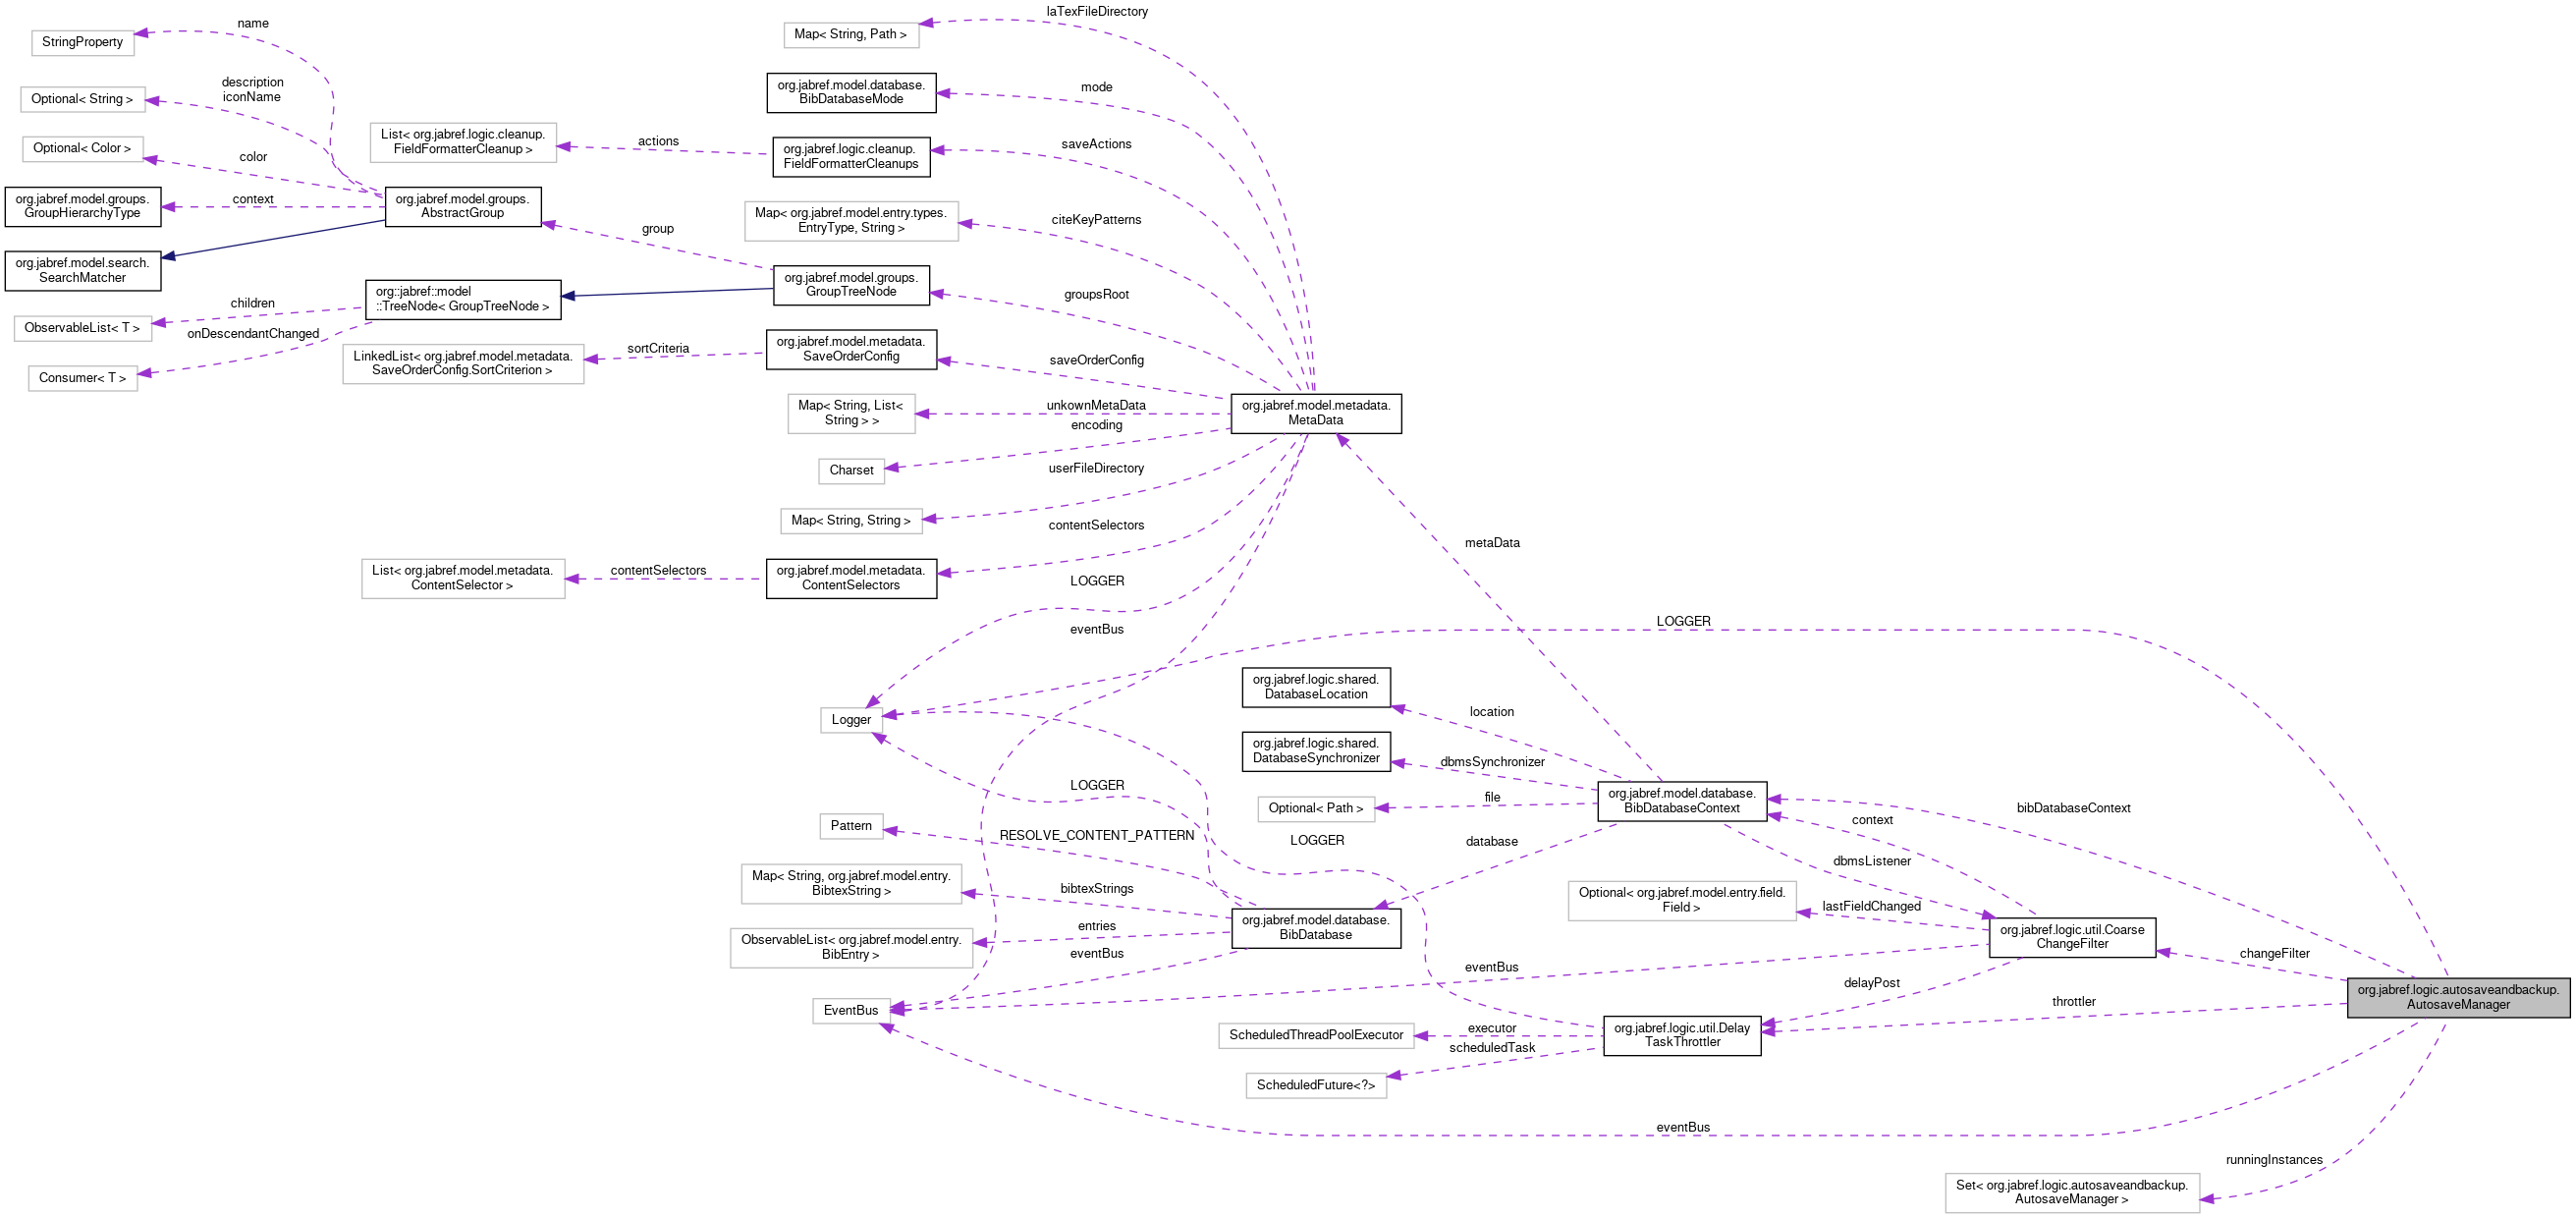 name
StringProperty
description
iconName
Optional< String >
Optional< Color >
color
org.jabref.model.groups.
GroupHierarchyType
context
org.jabref.model.groups.
AbstractGroup
org.jabref.model.search.
SearchMatcher
ObservableList< T >
children
org::jabref::model
::TreeNode< GroupTreeNode >
onDescendantChanged
Consumer< T >
List< org.jabref.logic.cleanup.
FieldFormatterCleanup >
actions
group
LinkedList< org.jabref.model.metadata.
SaveOrderConfig.SortCriterion >
sortCriteria
List< org.jabref.model.metadata.
ContentSelector >
contentSelectors
Map< String, Path >
laTexFileDirectory
org.jabref.model.database.
BibDatabaseMode
mode
org.jabref.logic.cleanup.
FieldFormatterCleanups
saveActions
Map< org.jabref.model.entry.types.
EntryType, String >
citeKeyPatterns
org.jabref.model.groups.
GroupTreeNode
groupsRoot
org.jabref.model.metadata.
SaveOrderConfig
saveOrderConfig
Map< String, List<
String > >
unkownMetaData
encoding
Charset
userFileDirectory
Map< String, String >
contentSelectors
org.jabref.model.metadata.
ContentSelectors
LOGGER
eventBus
org.jabref.model.metadata.
MetaData
metaData
LOGGER
Logger
org.jabref.logic.shared.
DatabaseLocation
location
org.jabref.logic.shared.
DatabaseSynchronizer
dbmsSynchronizer
Optional< Path >
file
org.jabref.model.database.
BibDatabaseContext
bibDatabaseContext
LOGGER
Pattern
RESOLVE_CONTENT_PATTERN
LOGGER
database
context
dbmsListener
Map< String, org.jabref.model.entry.
BibtexString >
bibtexStrings
Optional< org.jabref.model.entry.field.
Field >
lastFieldChanged
org.jabref.model.database.
BibDatabase
ObservableList< org.jabref.model.entry.
BibEntry >
entries
org.jabref.logic.util.Coarse
ChangeFilter
changeFilter
eventBus
eventBus
delayPost
org.jabref.logic.autosaveandbackup.
AutosaveManager
EventBus
throttler
ScheduledThreadPoolExecutor
executor
org.jabref.logic.util.Delay
TaskThrottler
scheduledTask
ScheduledFuture<?>
eventBus
runningInstances
Set< org.jabref.logic.autosaveandbackup.
AutosaveManager >